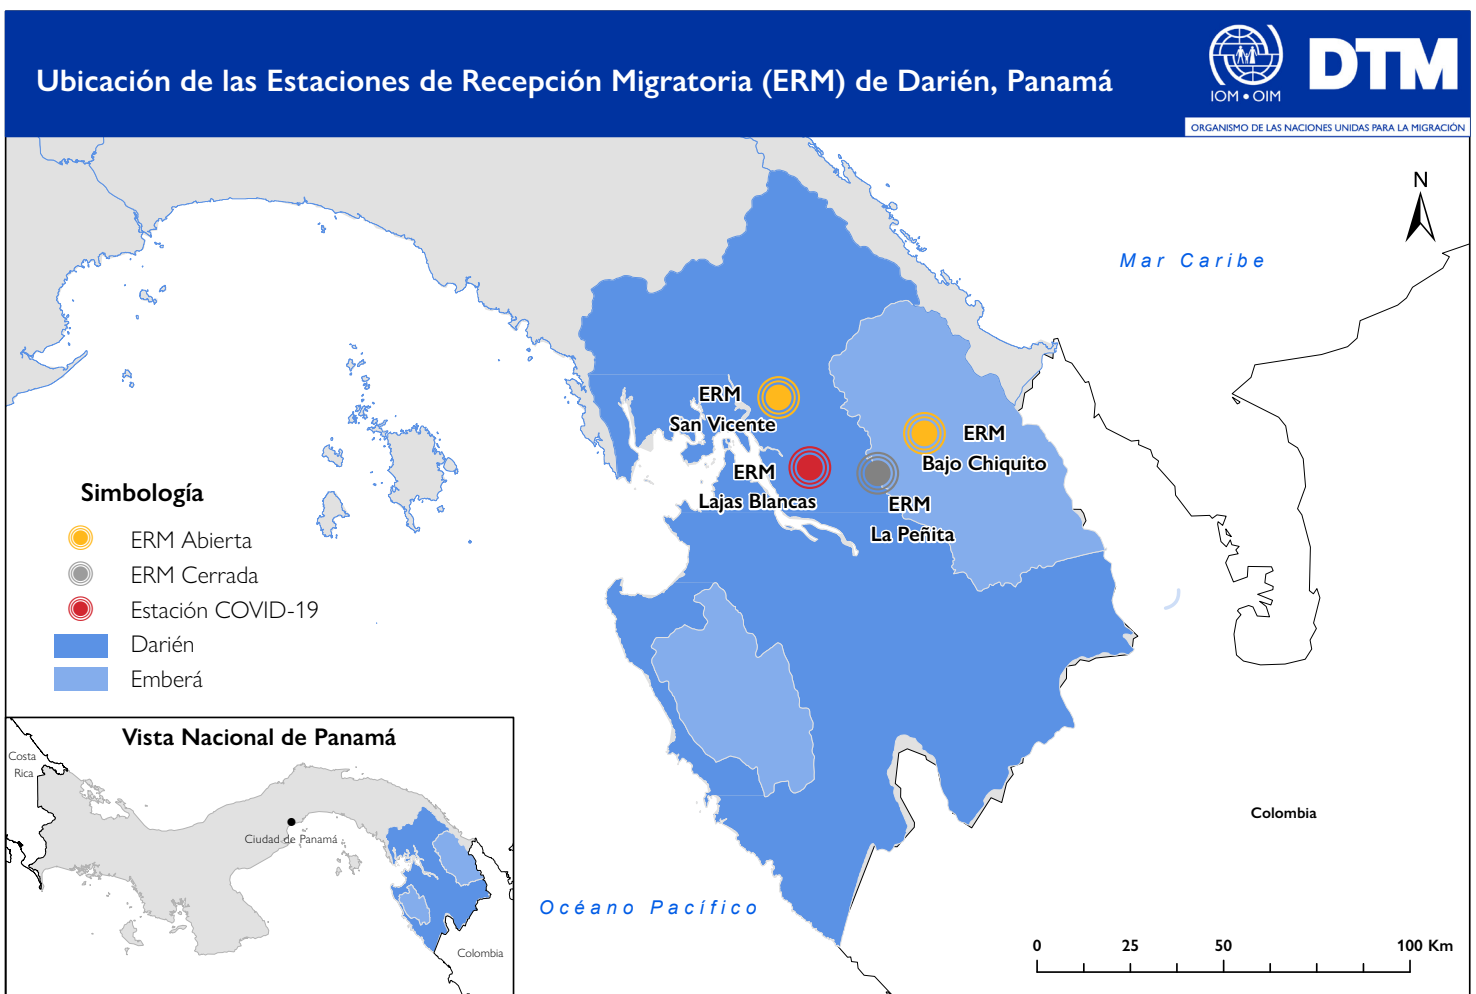 Ubicación de las Estaciones de Recepción Migratoria (ERM) de Darién, Panamá
IOM • OIM
DTM
ORGANISMO DE LAS NACIONES UNIDAS PARA LA MIGRACIÓN
N
Mar Caribe
ERM
San Vicente
ERM
Bajo Chiquito
ERM
Lajas Blancas
ERM
La Peñita
Simbología
ERM Abierta
ERM Cerrada
Estación COVID-19
Darién
Emberá
Vista Nacional de Panamá
Costa
Rica
Ciudad de Panamá
Colombia
Océano Pacífico
Colombia
0 25 50 100 Km